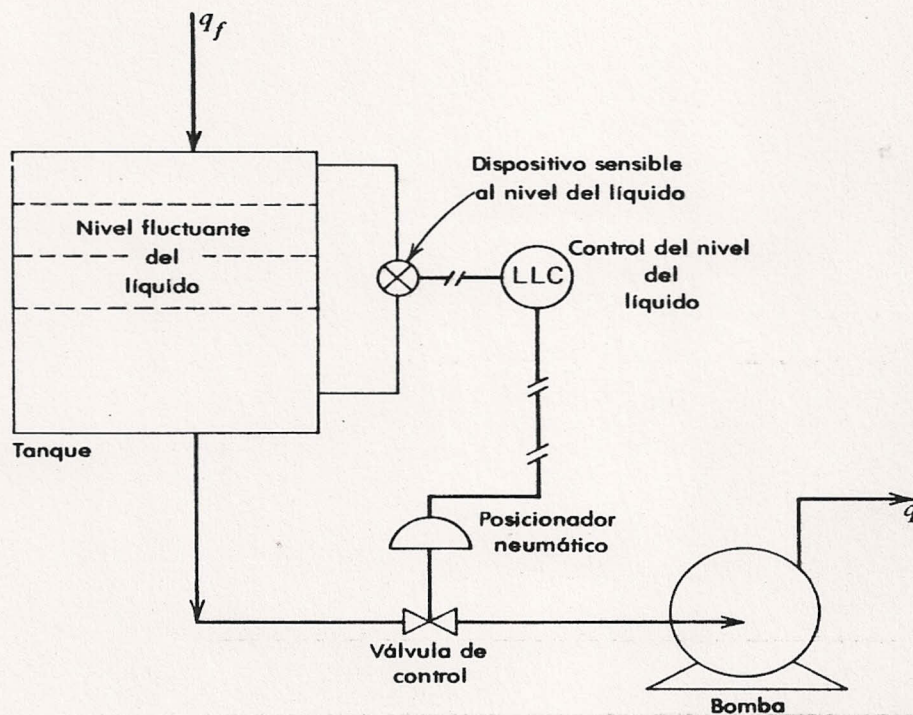 q_f
Dispositivo sensible
al nivel del líquido
Nivel fluctuante
del
líquido
LLC
Control del nivel
del
líquido
Tanque
Posicionador
neumático
q
Válvula de
control
Bomba